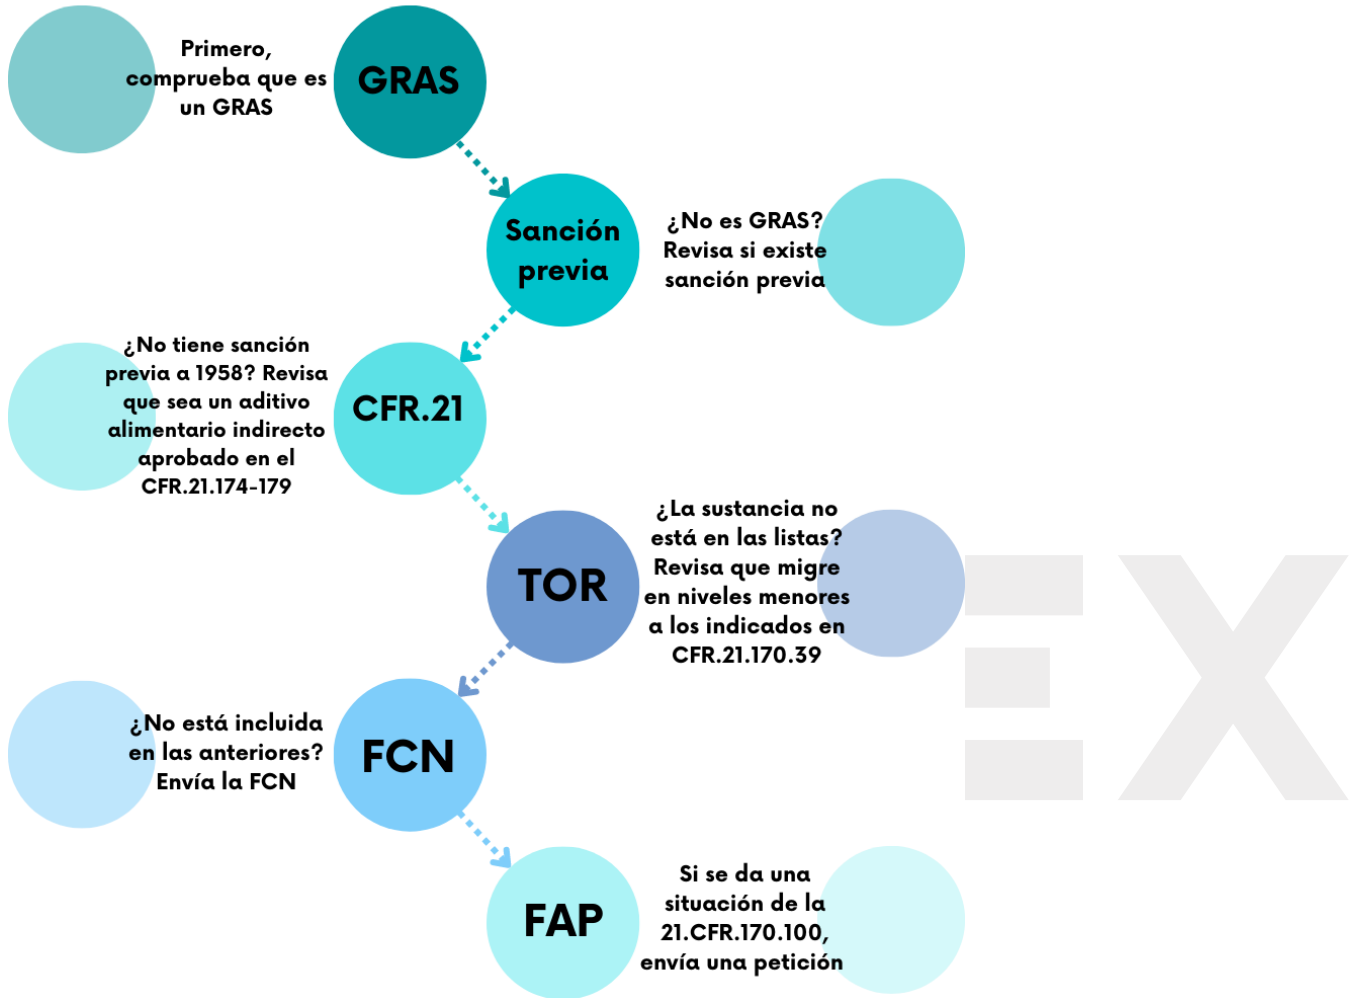 Primero,
comprueba que es
un GRAS
GRAS
Sanción
previa
¿No es GRAS?
Revisa si existe
sanción previa
¿No tiene sanción
previa a 1958? Revisa
que sea un aditivo
alimentario indirecto
aprobado en el
CFR.21.174-179
CFR.21
TOR
¿La sustancia no
está en las listas?
Revisa que migre
en niveles menores
a los indicados en
CFR.21.170.39
¿No está incluida
en las anteriores?
Envía la FCN
FCN
FAP
Si se da una
situación de la
21.CFR.170.100,
envía una petición
EX